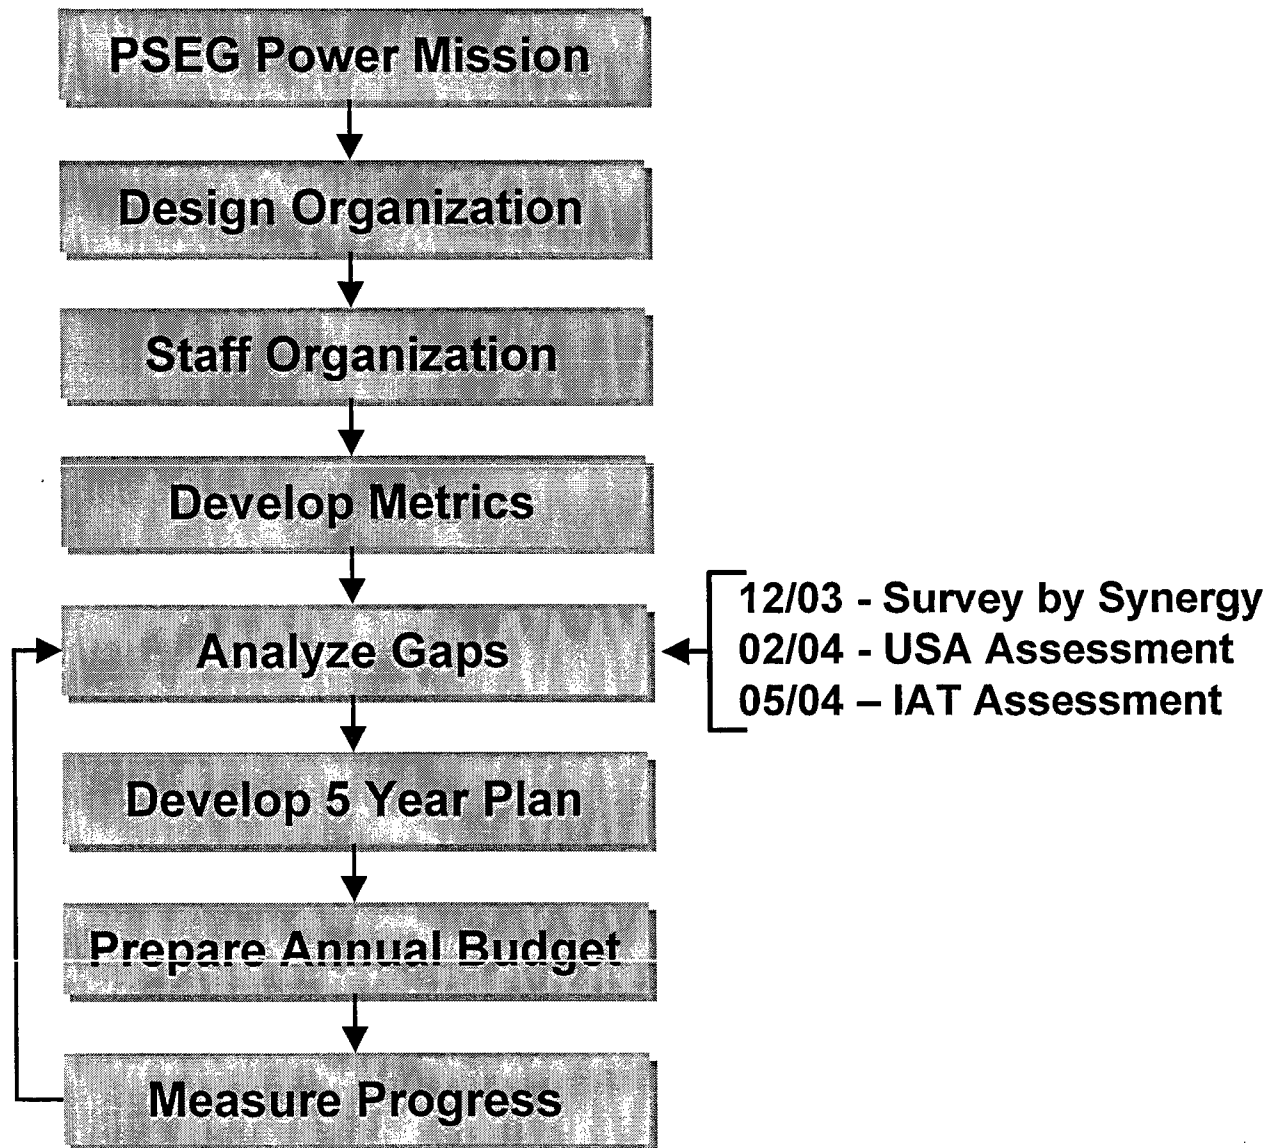 PSEG Power Mission
Design Organization
Staff Organization
Develop Metrics
Analyze Gaps
12/03 - Survey by Synergy
02/04 - USA Assessment
05/04 – IAT Assessment
Develop 5 Year Plan
Prepare Annual Budget
Measure Progress